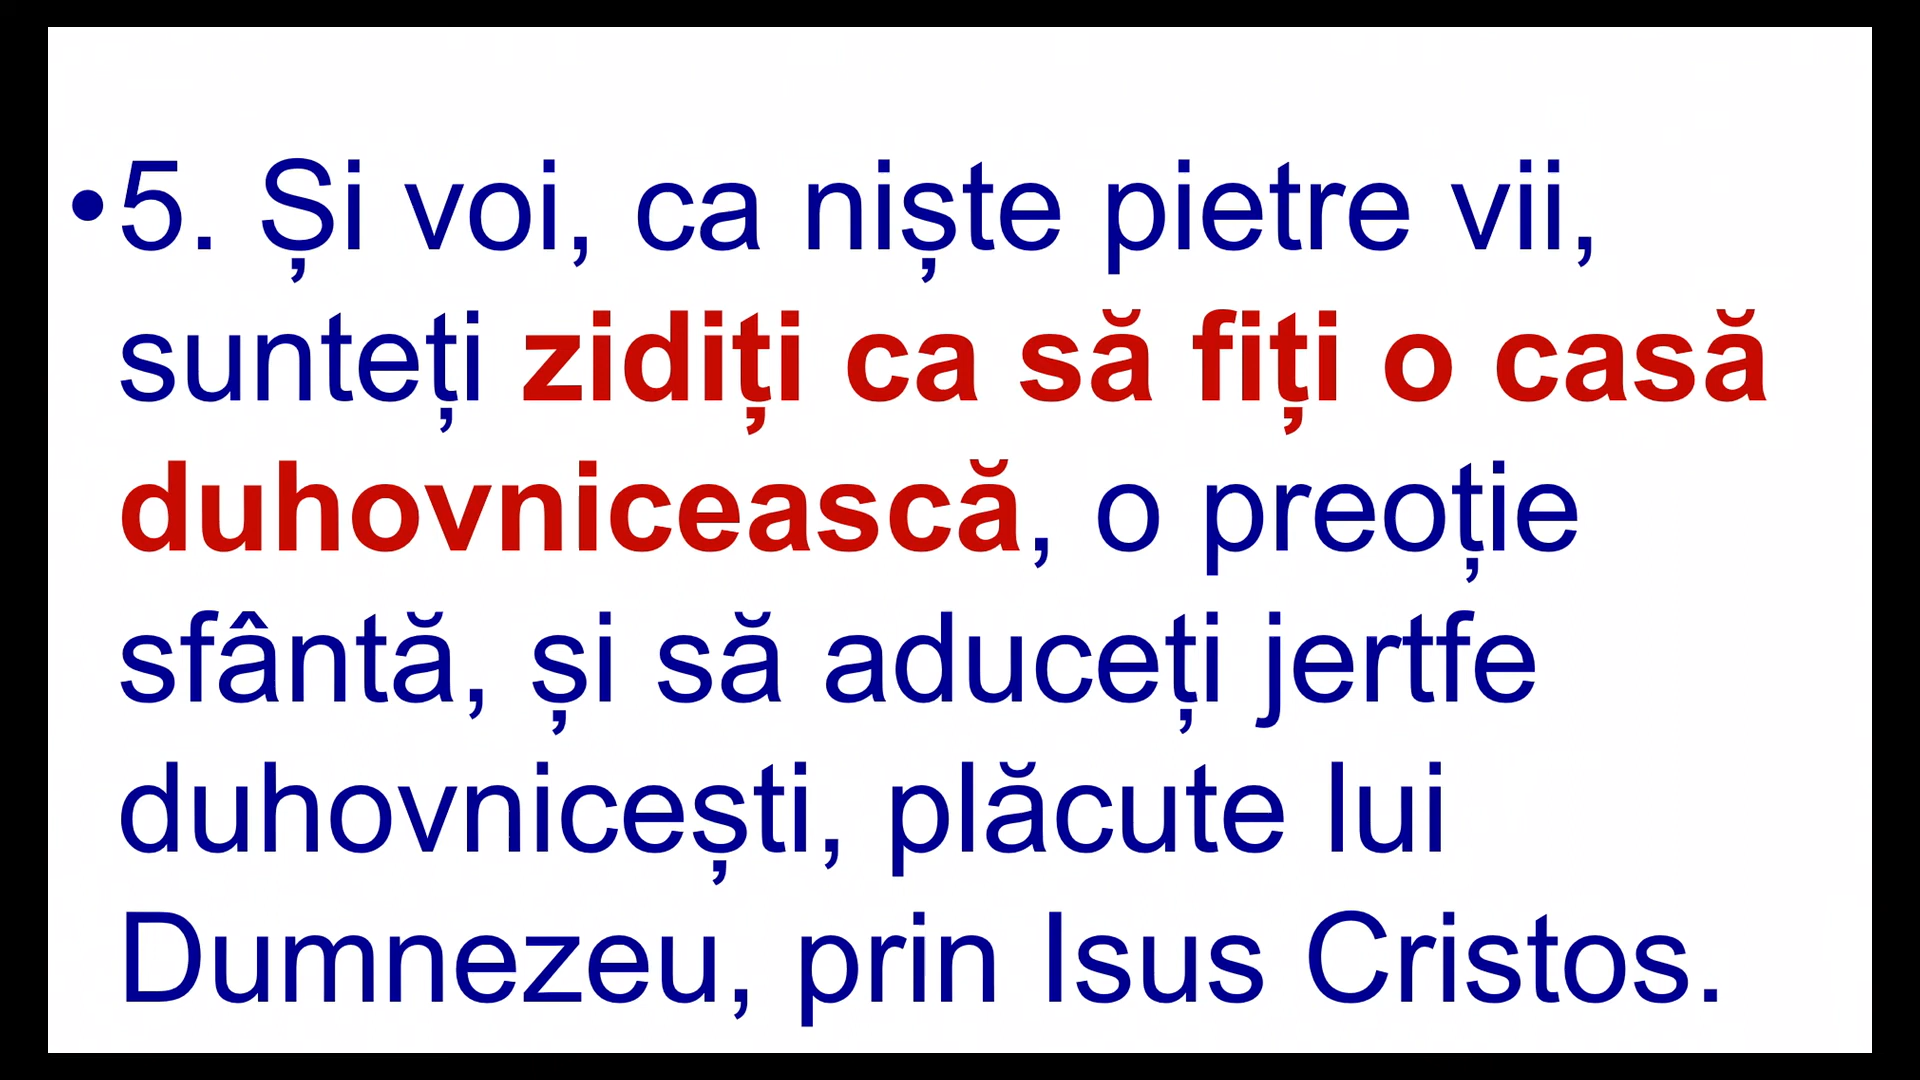 •5. Și voi, ca niște pietre vii,
sunteți zidiți ca să fiți o casă
duhovnicească, o preoție
sfântă, și să aduceți jertfe
duhovnicești, plăcute lui
Dumnezeu, prin Isus Cristos.